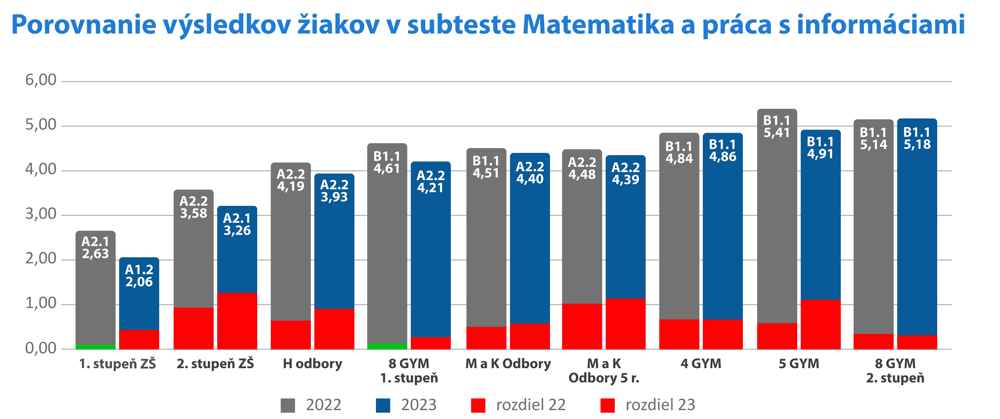 Porovnanie výsledkov žiakov v subteste Matematika a práca s informáciami
6,00
5,00
4,00
3,00
2,00
1,00
0,00
A2.1
2,63
A1.2
2,06
A2.2
3,58
A2.1
3,26
A2.2
4,19
A2.2
3,93
B1.1
4,61
A2.2
4,21
B1.1
4,51
A2.2
4,40
A2.2
4,48
A2.2
4,39
B1.1
4,84
B1.1
4,86
B1.1
5,41
B1.1
4,91
B1.1
5,14
B1.1
5,18
1. stupeň ZŠ
2. stupeň ZŠ
H odbory
8 GYM
1. stupeň
M a K Odbory
M a K
Odbory 5 r.
4 GYM
5 GYM
8 GYM
2. stupeň
2022
2023
rozdiel 22
rozdiel 23